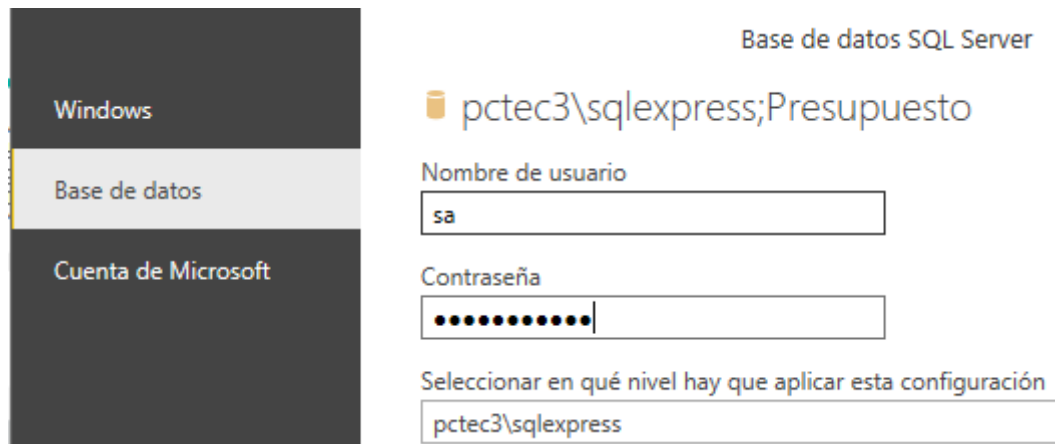 Base de datos SQL Server
Windows
Base de datos
Cuenta de Microsoft
pctec3\sqlexpress;Presupuesto
Nombre de usuario
sa
Contraseña
●●●●●●●●●●●
Seleccionar en qué nivel hay que aplicar esta configuración
pctec3\sqlexpress